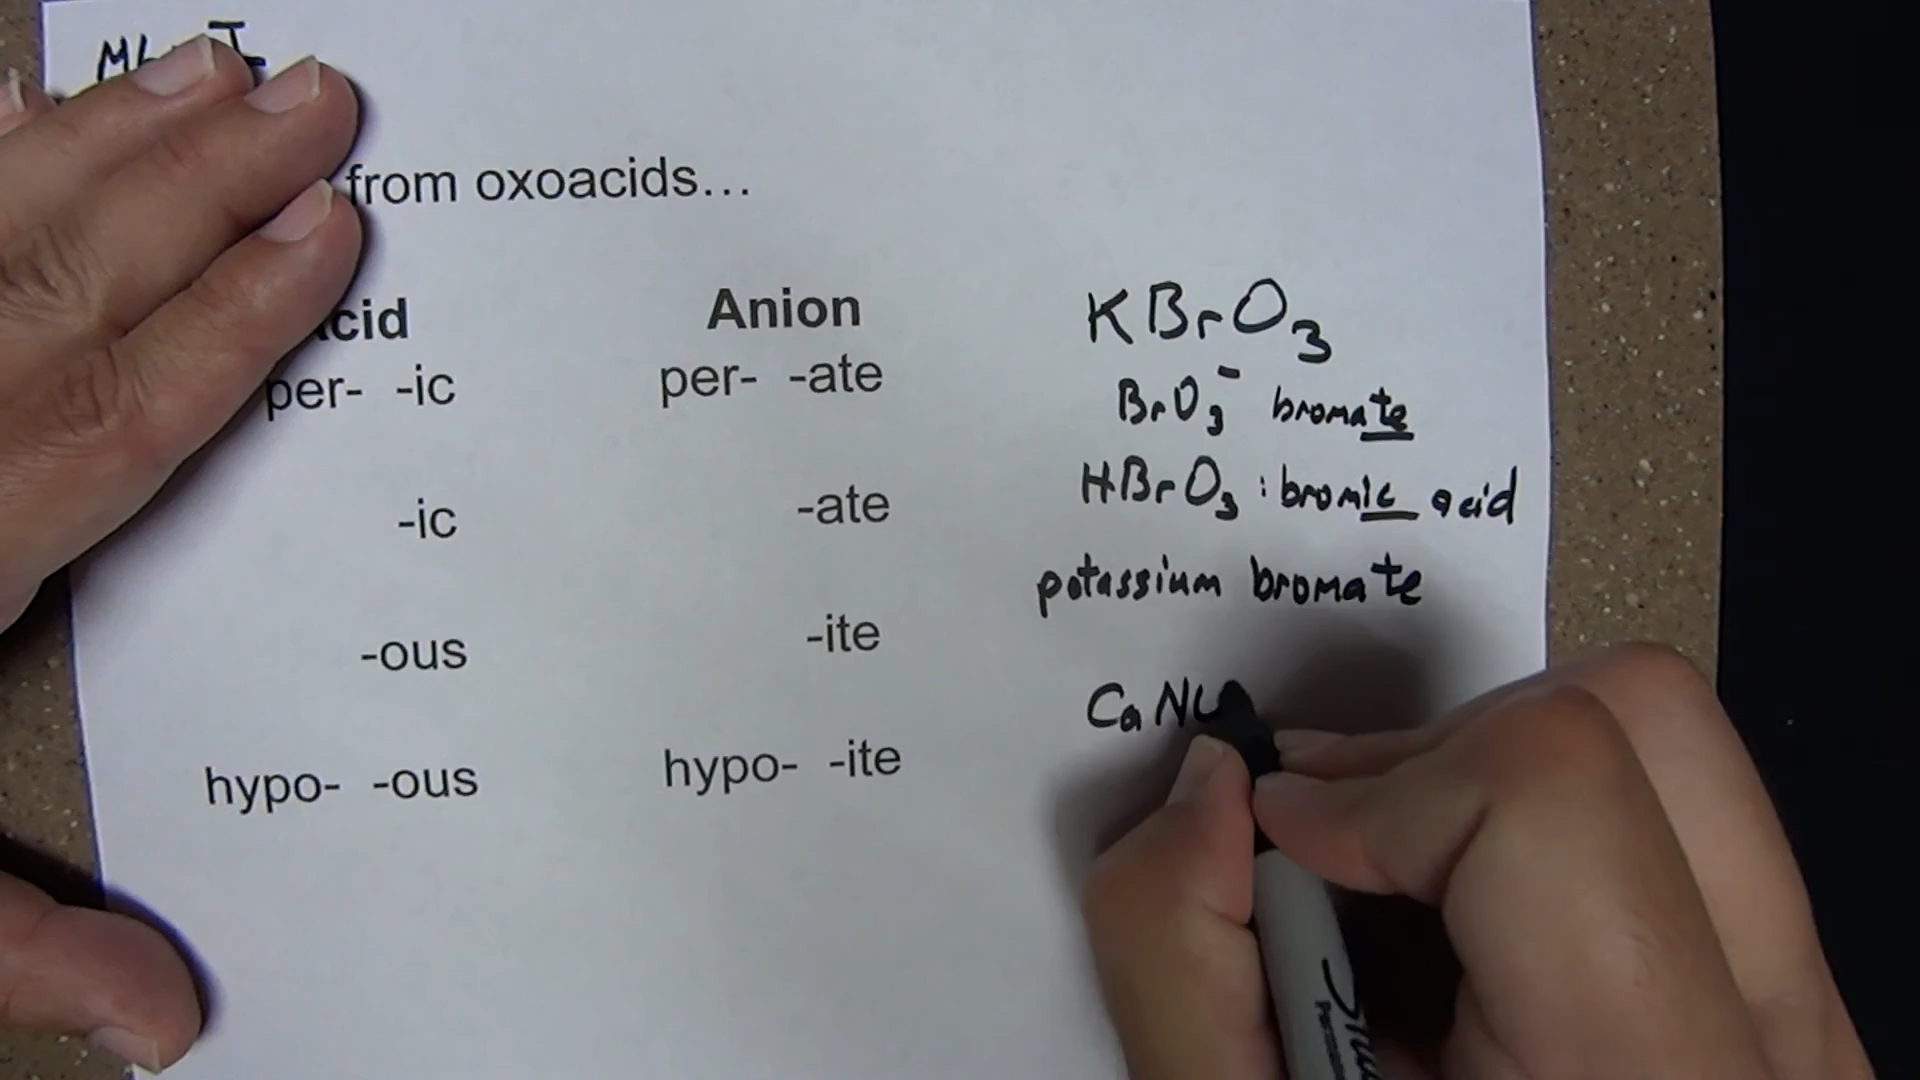 from oxoacids…
Acid Anion KBrO₃
per- -ic per- -ate BrO₃⁻ bromate
-ic -ate HBrO₃ : bromic acid
potassium bromate
-ous -ite
CaN
hypo- -ous hypo- -ite